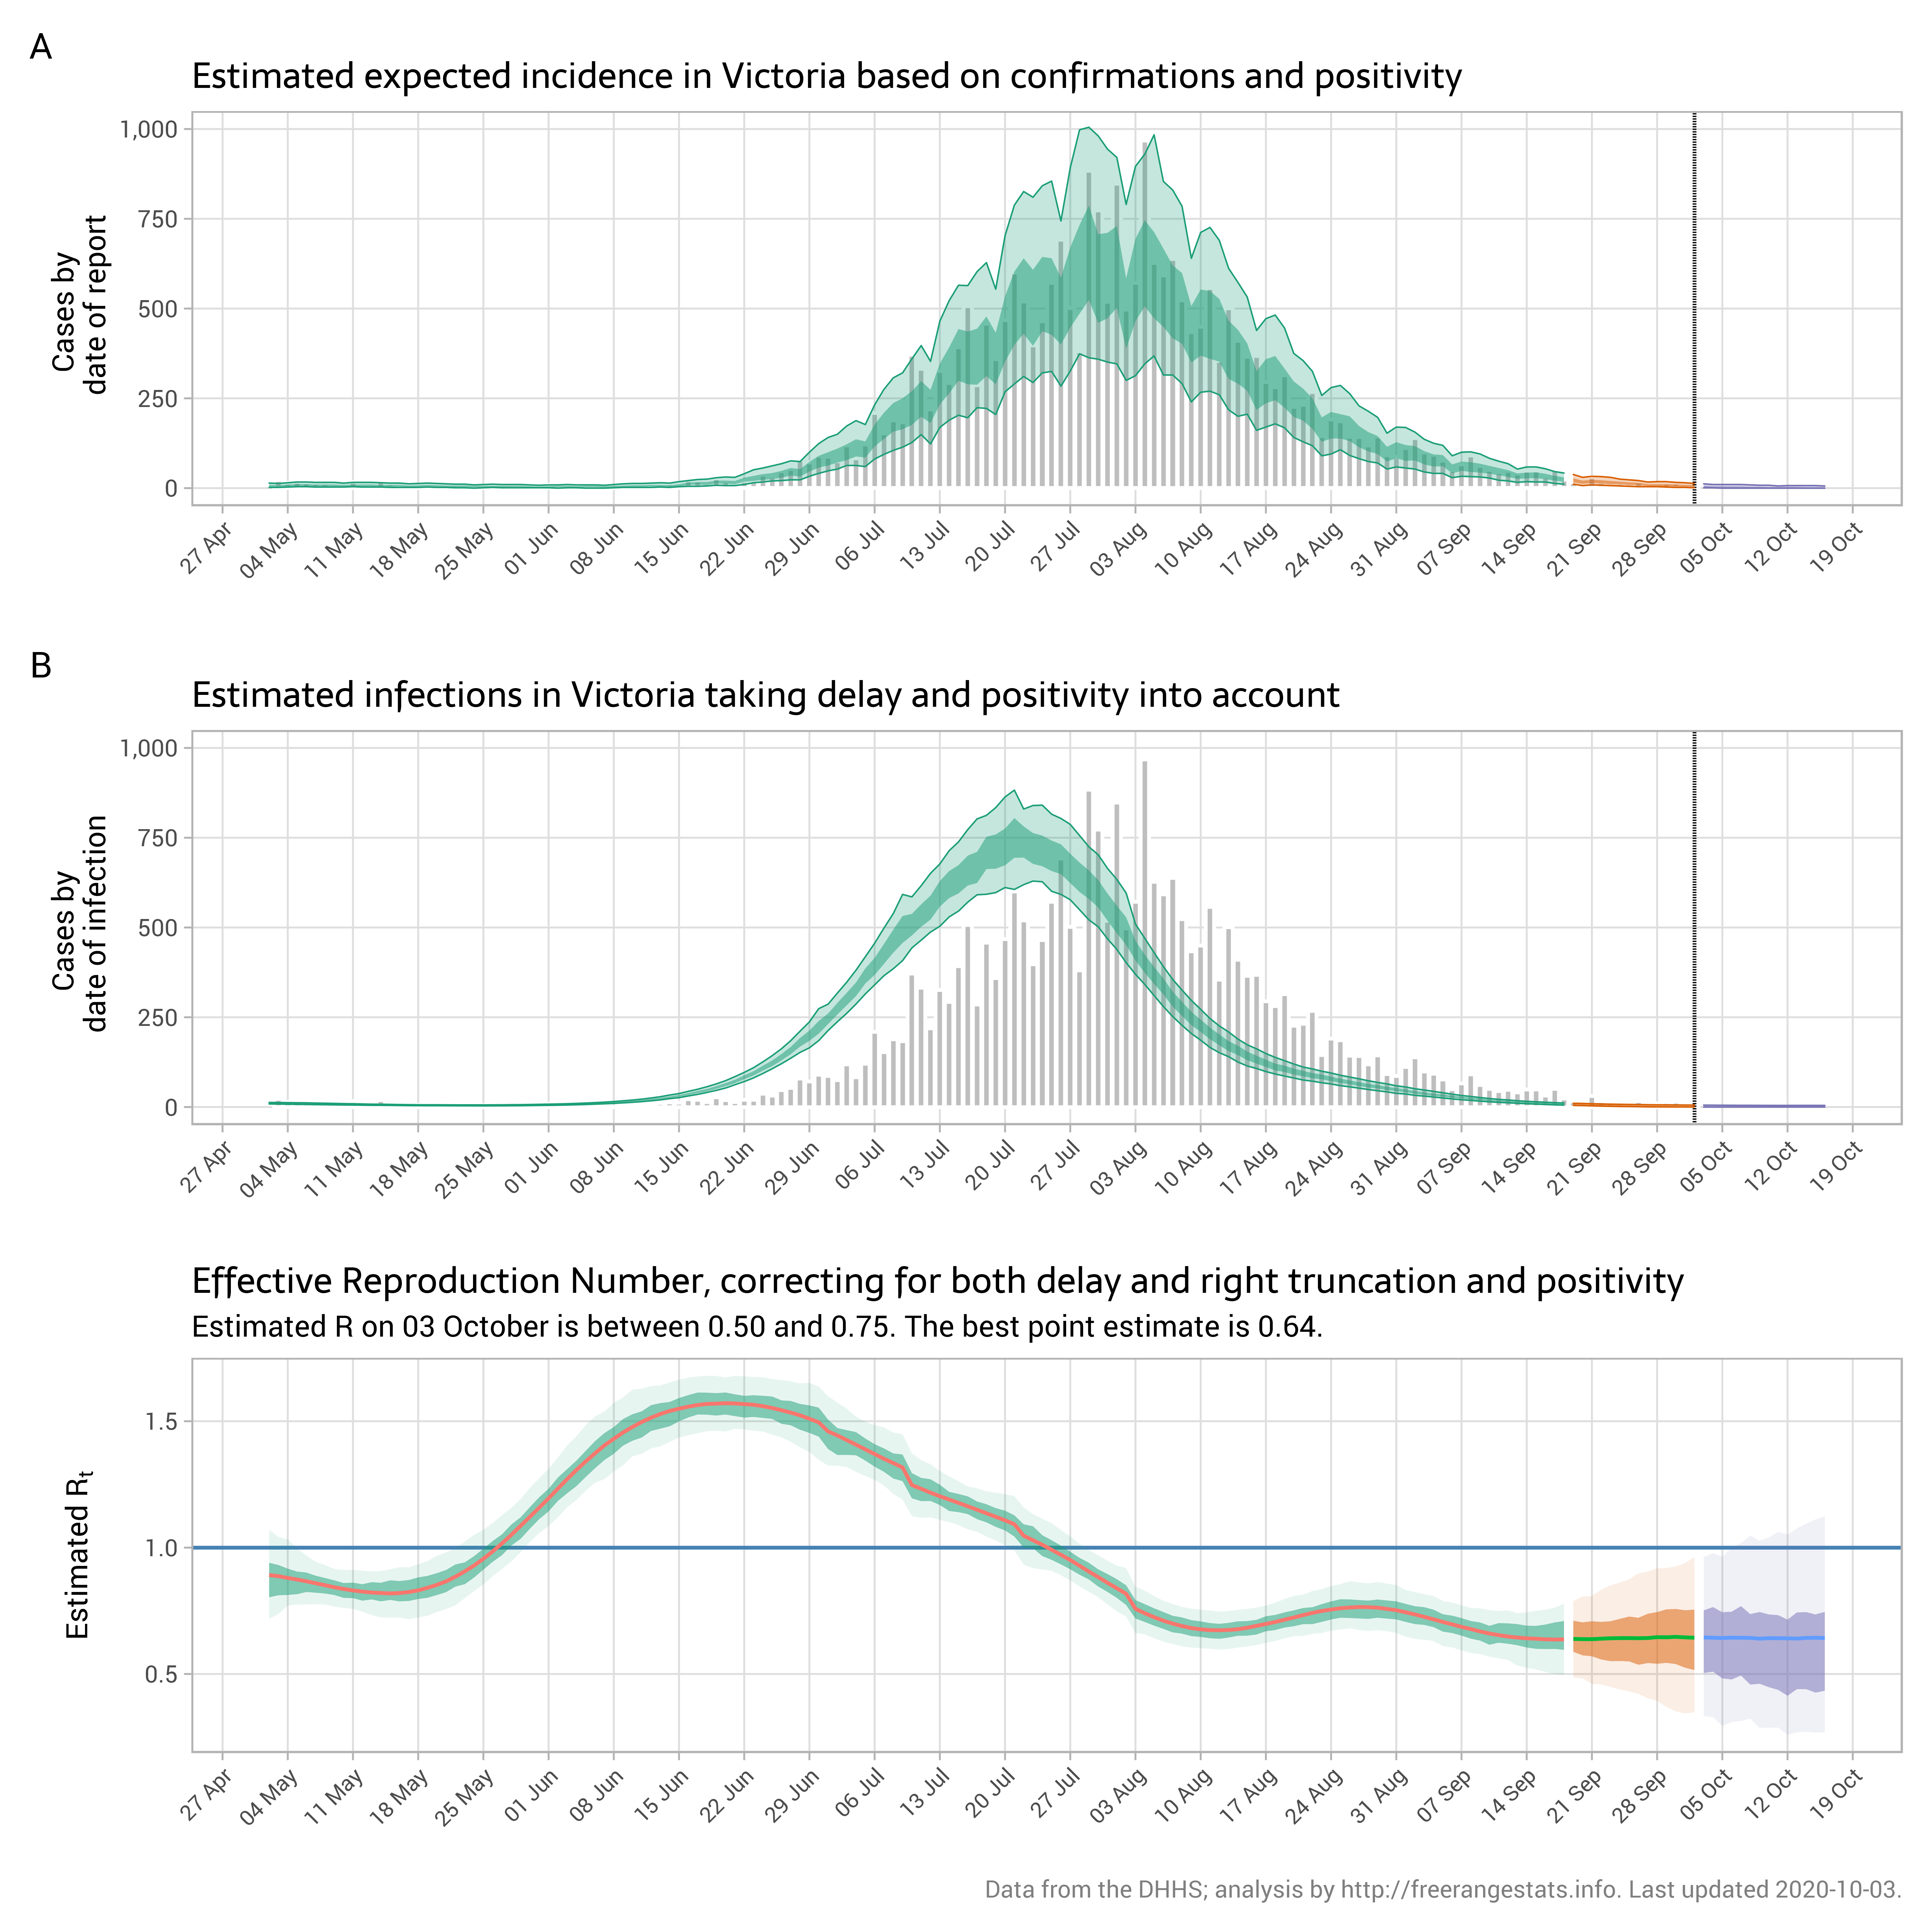 A
Estimated expected incidence in Victoria based on confirmations and positivity
Cases by
date of report
1,000
750
500
250
0
27 Apr 04 May 11 May 18 May 25 May 01 Jun 08 Jun 15 Jun 22 Jun 29 Jun 06 Jul 13 Jul 20 Jul 27 Jul 03 Aug 10 Aug 17 Aug 24 Aug 31 Aug 07 Sep 14 Sep 21 Sep 28 Sep 05 Oct 12 Oct 19 Oct
B
Estimated infections in Victoria taking delay and positivity into account
Cases by
date of infection
1,000
750
500
250
0
27 Apr 04 May 11 May 18 May 25 May 01 Jun 08 Jun 15 Jun 22 Jun 29 Jun 06 Jul 13 Jul 20 Jul 27 Jul 03 Aug 10 Aug 17 Aug 24 Aug 31 Aug 07 Sep 14 Sep 21 Sep 28 Sep 05 Oct 12 Oct 19 Oct
Effective Reproduction Number, correcting for both delay and right truncation and positivity
Estimated R on 03 October is between 0.50 and 0.75. The best point estimate is 0.64.
Estimated Rt
1.5
1.0
0.5
27 Apr 04 May 11 May 18 May 25 May 01 Jun 08 Jun 15 Jun 22 Jun 29 Jun 06 Jul 13 Jul 20 Jul 27 Jul 03 Aug 10 Aug 17 Aug 24 Aug 31 Aug 07 Sep 14 Sep 21 Sep 28 Sep 05 Oct 12 Oct 19 Oct
Data from the DHHS; analysis by http://freerangestats.info. Last updated 2020-10-03.